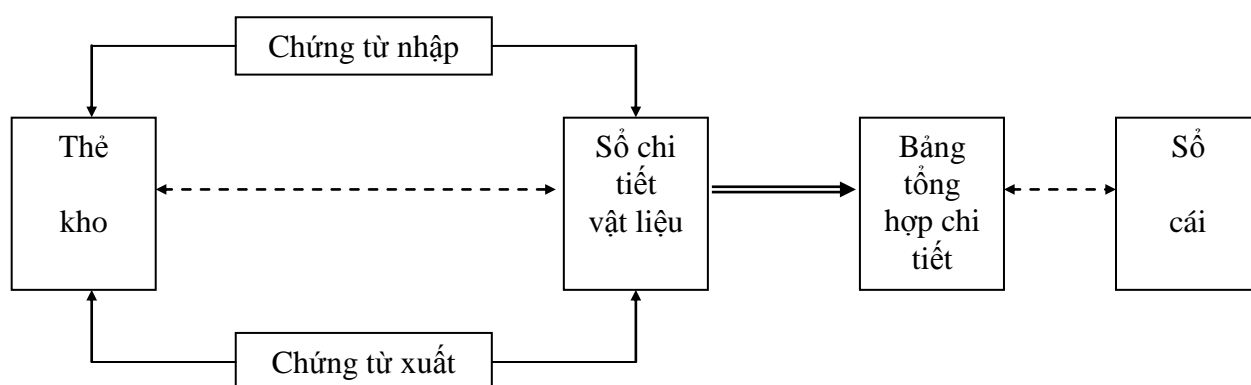 Chứng từ nhập
Thẻ
kho
Sổ chi
tiết
vật liệu
Bảng
tổng
hợp chi
tiết
Sổ
cái
Chứng từ xuất